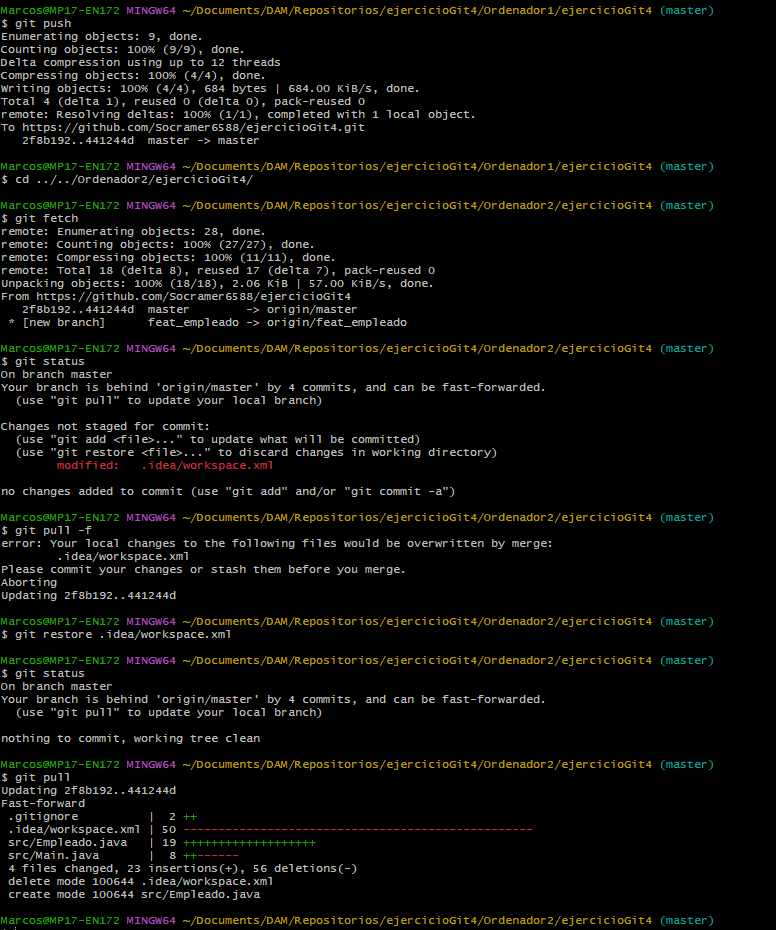 Marcos@MP17-EN172 MINGW64 ~/Documents/DAM/Repositorios/ejercicioGit4/Ordenador1/ejercicioGit4 (master)
$ git push
Enumerating objects: 9, done.
Counting objects: 100% (9/9), done.
Delta compression using up to 12 threads
Compressing objects: 100% (4/4), done.
Writing objects: 100% (4/4), 684 bytes | 684.00 KiB/s, done.
Total 4 (delta 1), reused 0 (delta 0), pack-reused 0
remote: Resolving deltas: 100% (1/1), completed with 1 local object.
To https://github.com/Socramer6588/ejercicioGit4.git
   2f8b192..441244d  master -> master

Marcos@MP17-EN172 MINGW64 ~/Documents/DAM/Repositorios/ejercicioGit4/Ordenador1/ejercicioGit4 (master)
$ cd ../../Ordenador2/ejercicioGit4/

Marcos@MP17-EN172 MINGW64 ~/Documents/DAM/Repositorios/ejercicioGit4/Ordenador2/ejercicioGit4 (master)
$ git fetch
remote: Enumerating objects: 28, done.
remote: Counting objects: 100% (27/27), done.
remote: Compressing objects: 100% (11/11), done.
remote: Total 18 (delta 8), reused 17 (delta 7), pack-reused 0
Unpacking objects: 100% (18/18), 2.06 KiB | 57.00 KiB/s, done.
From https://github.com/Socramer6588/ejercicioGit4
   2f8b192..441244d  master        -> origin/master
 * [new branch]      feat_empleado -> origin/feat_empleado

Marcos@MP17-EN172 MINGW64 ~/Documents/DAM/Repositorios/ejercicioGit4/Ordenador2/ejercicioGit4 (master)
$ git status
On branch master
Your branch is behind 'origin/master' by 4 commits, and can be fast-forwarded.
  (use "git pull" to update your local branch)

Changes not staged for commit:
  (use "git add <file>..." to update what will be committed)
  (use "git restore <file>..." to discard changes in working directory)
        modified:   .idea/workspace.xml

no changes added to commit (use "git add" and/or "git commit -a")

Marcos@MP17-EN172 MINGW64 ~/Documents/DAM/Repositorios/ejercicioGit4/Ordenador2/ejercicioGit4 (master)
$ git pull -f
error: Your local changes to the following files would be overwritten by merge:
        .idea/workspace.xml
Please commit your changes or stash them before you merge.
Aborting
Updating 2f8b192..441244d

Marcos@MP17-EN172 MINGW64 ~/Documents/DAM/Repositorios/ejercicioGit4/Ordenador2/ejercicioGit4 (master)
$ git restore .idea/workspace.xml

Marcos@MP17-EN172 MINGW64 ~/Documents/DAM/Repositorios/ejercicioGit4/Ordenador2/ejercicioGit4 (master)
$ git status
On branch master
Your branch is behind 'origin/master' by 4 commits, and can be fast-forwarded.
  (use "git pull" to update your local branch)

nothing to commit, working tree clean

Marcos@MP17-EN172 MINGW64 ~/Documents/DAM/Repositorios/ejercicioGit4/Ordenador2/ejercicioGit4 (master)
$ git pull
Updating 2f8b192..441244d
Fast-forward
 .gitignore          |  2 ++
 .idea/workspace.xml | 50 --------------------------------------------------
 src/Empleado.java   | 19 +++++++++++++++++++
 src/Main.java       |  8 ++------
 4 files changed, 23 insertions(+), 56 deletions(-)
 delete mode 100644 .idea/workspace.xml
 create mode 100644 src/Empleado.java

Marcos@MP17-EN172 MINGW64 ~/Documents/DAM/Repositorios/ejercicioGit4/Ordenador2/ejercicioGit4 (master)